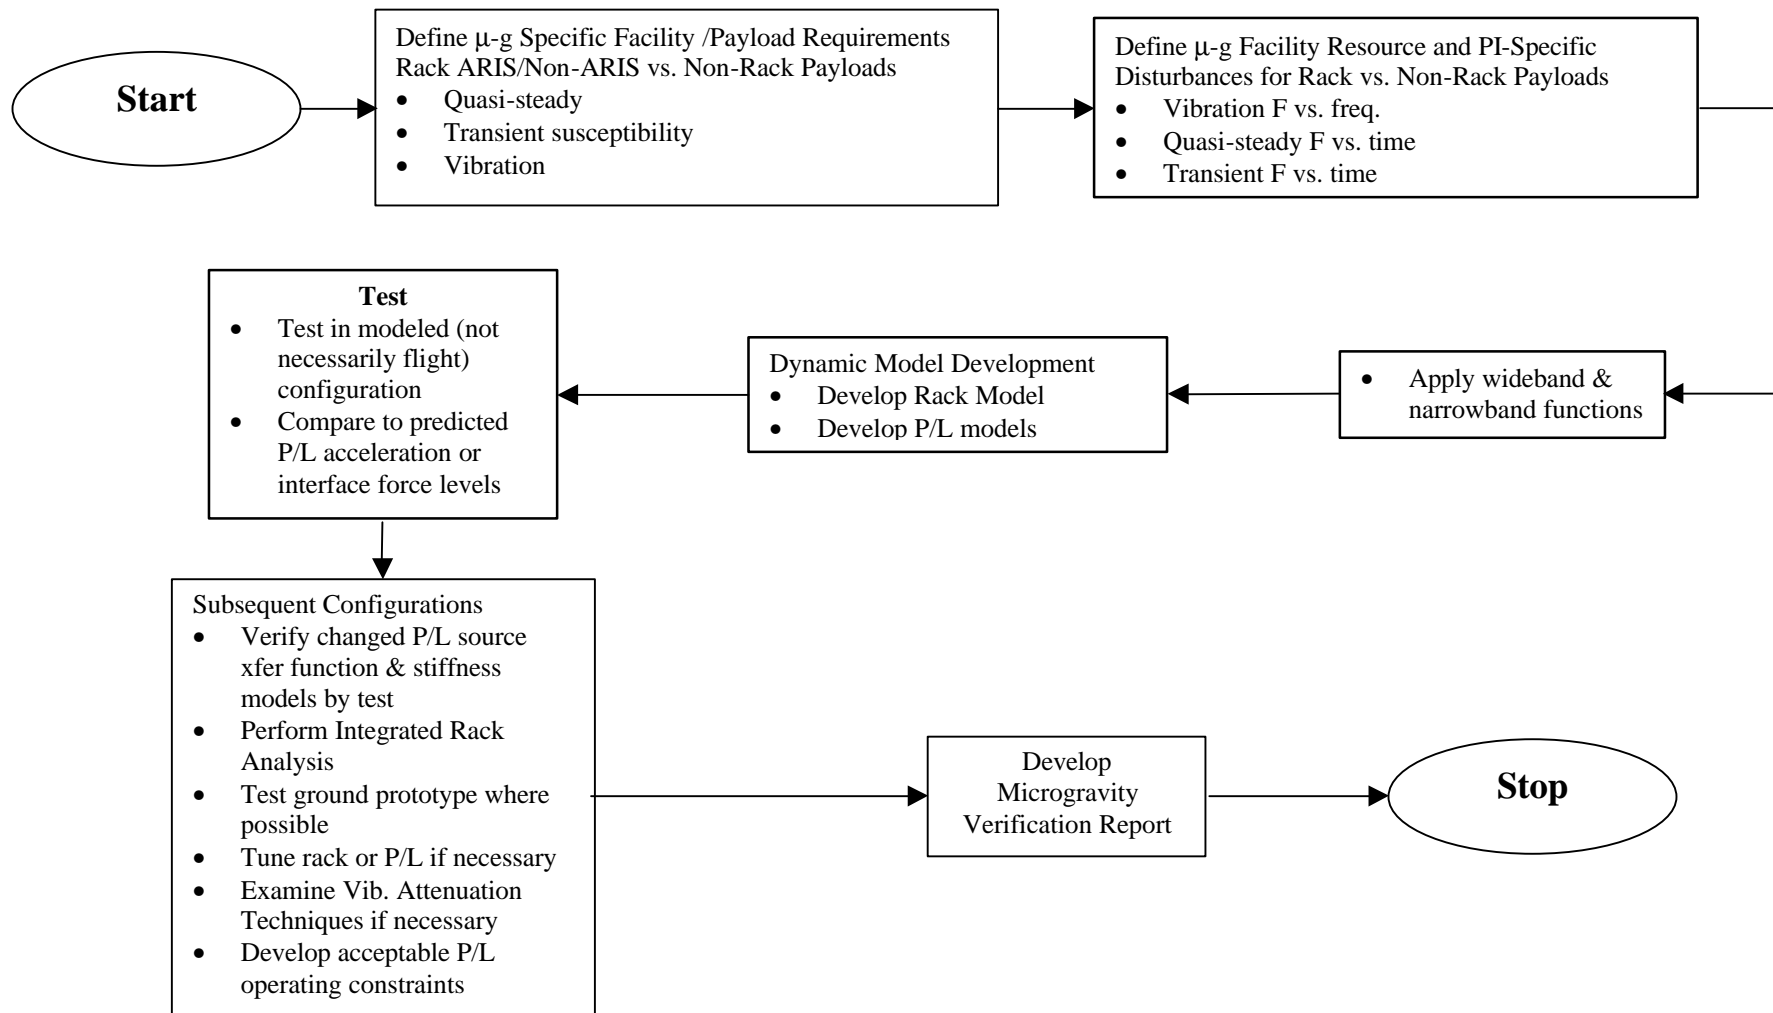 Start
Define μ-g Specific Facility /Payload Requirements
Rack ARIS/Non-ARIS vs. Non-Rack Payloads
• Quasi-steady
• Transient susceptibility
• Vibration
Define μ-g Facility Resource and PI-Specific
Disturbances for Rack vs. Non-Rack Payloads
• Vibration F vs. freq.
• Quasi-steady F vs. time
• Transient F vs. time
• Apply wideband &
narrowband functions
Dynamic Model Development
• Develop Rack Model
• Develop P/L models
Test
• Test in modeled (not
necessarily flight)
configuration
• Compare to predicted
P/L acceleration or
interface force levels
Subsequent Configurations
• Verify changed P/L source
xfer function & stiffness
models by test
• Perform Integrated Rack
Analysis
• Test ground prototype where
possible
• Tune rack or P/L if necessary
• Examine Vib. Attenuation
Techniques if necessary
• Develop acceptable P/L
operating constraints
Develop
Microgravity
Verification Report
Stop